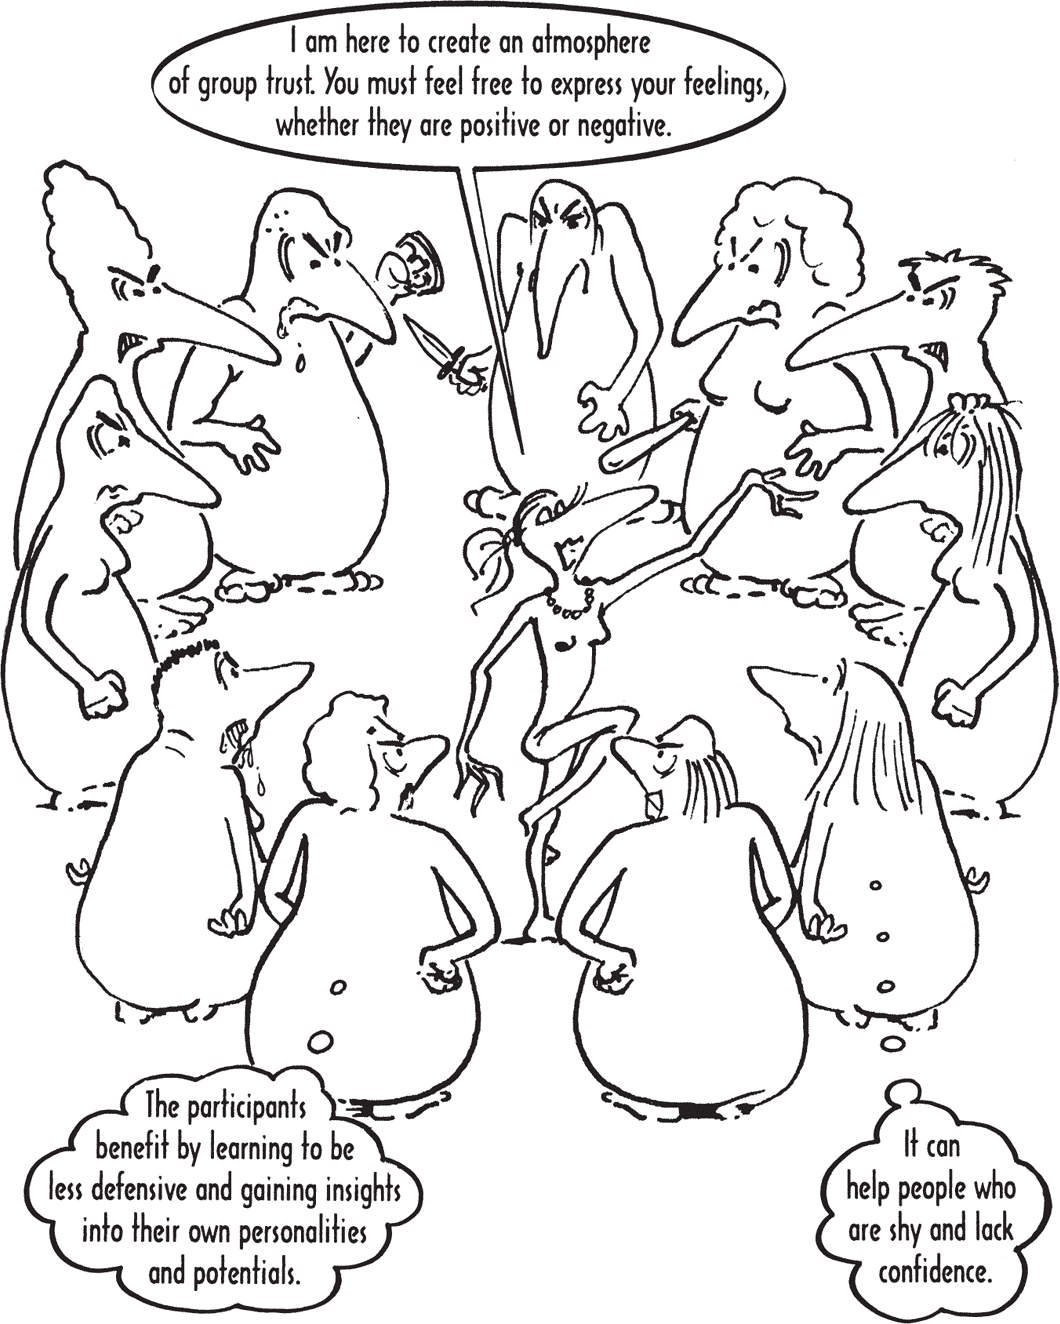 I am here to create an atmosphere
of group trust. You must feel free to express your feelings,
whether they are positive or negative.
The participants
benefit by learning to be
less defensive and gaining insights
into their own personalities
and potentials.
It can
help people who
are shy and lack
confidence.